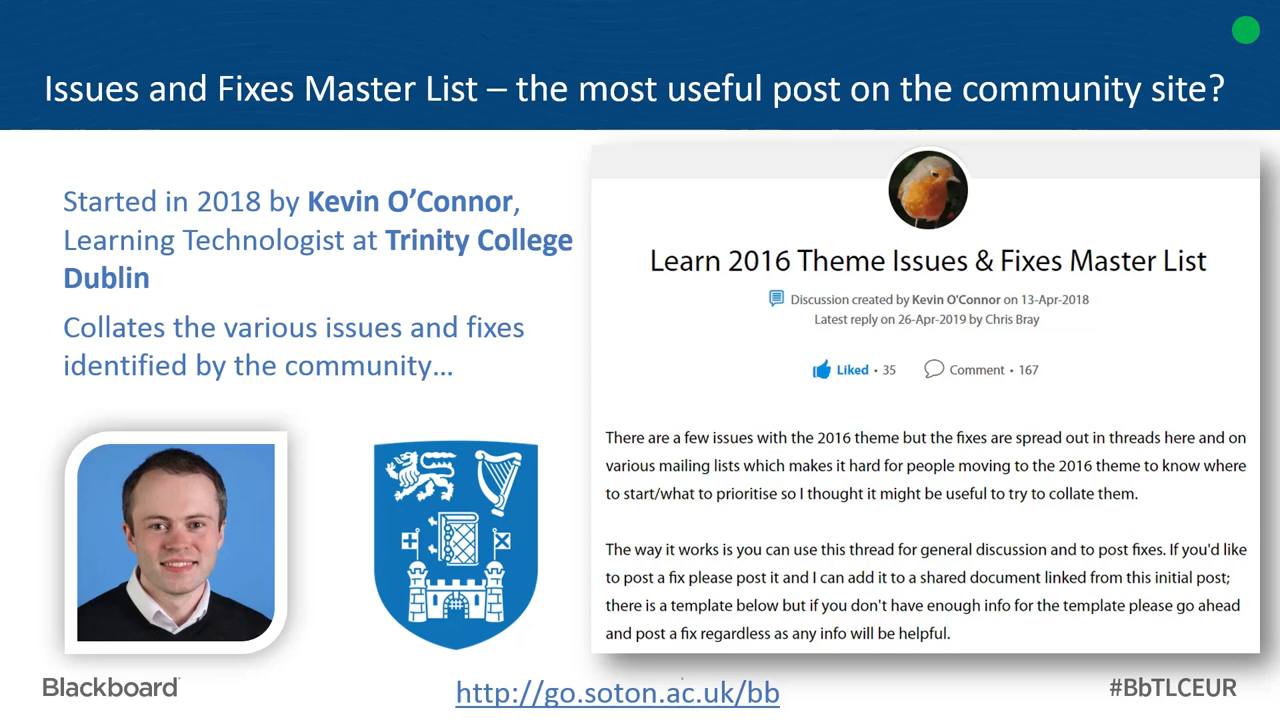 Issues and Fixes Master List – the most useful post on the community site?
Started in 2018 by Kevin O’Connor,
Learning Technologist at Trinity College
Dublin
Collates the various issues and fixes
identified by the community…
Learn 2016 Theme Issues & Fixes Master List
Discussion created by Kevin O'Connor on 13-Apr-2018
Latest reply on 26-Apr-2019 by Chris Bray
Liked • 35 Comment • 167
There are a few issues with the 2016 theme but the fixes are spread out in threads here and on
various mailing lists which makes it hard for people moving to the 2016 theme to know where
to start/what to prioritise so I thought it might be useful to try to collate them.
The way it works is you can use this thread for general discussion and to post fixes. If you'd like
to post a fix please post it and I can add it to a shared document linked from this initial post;
there is a template below but if you don't have enough info for the template please go ahead
and post a fix regardless as any info will be helpful.
Blackboard
http://go.soton.ac.uk/bb
#BbTLCEUR